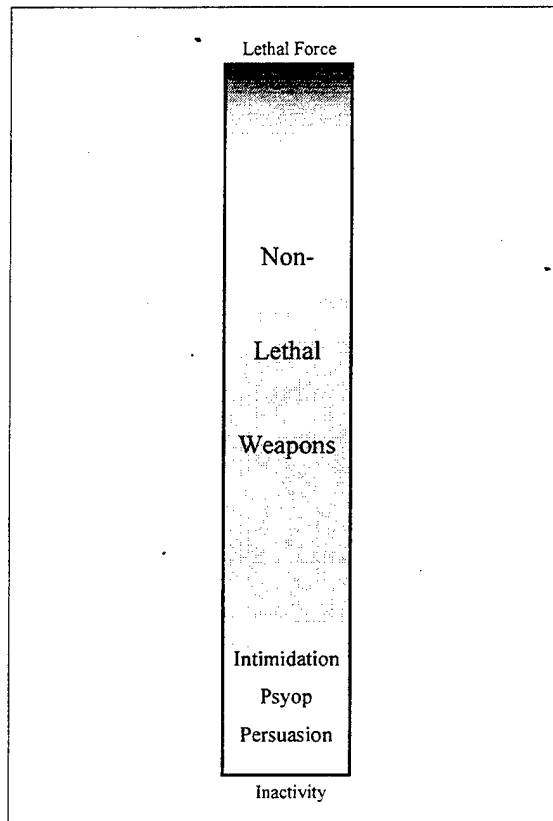 Lethal Force
Non-
Lethal
Weapons
Intimidation
Psyop
Persuasion
Inactivity